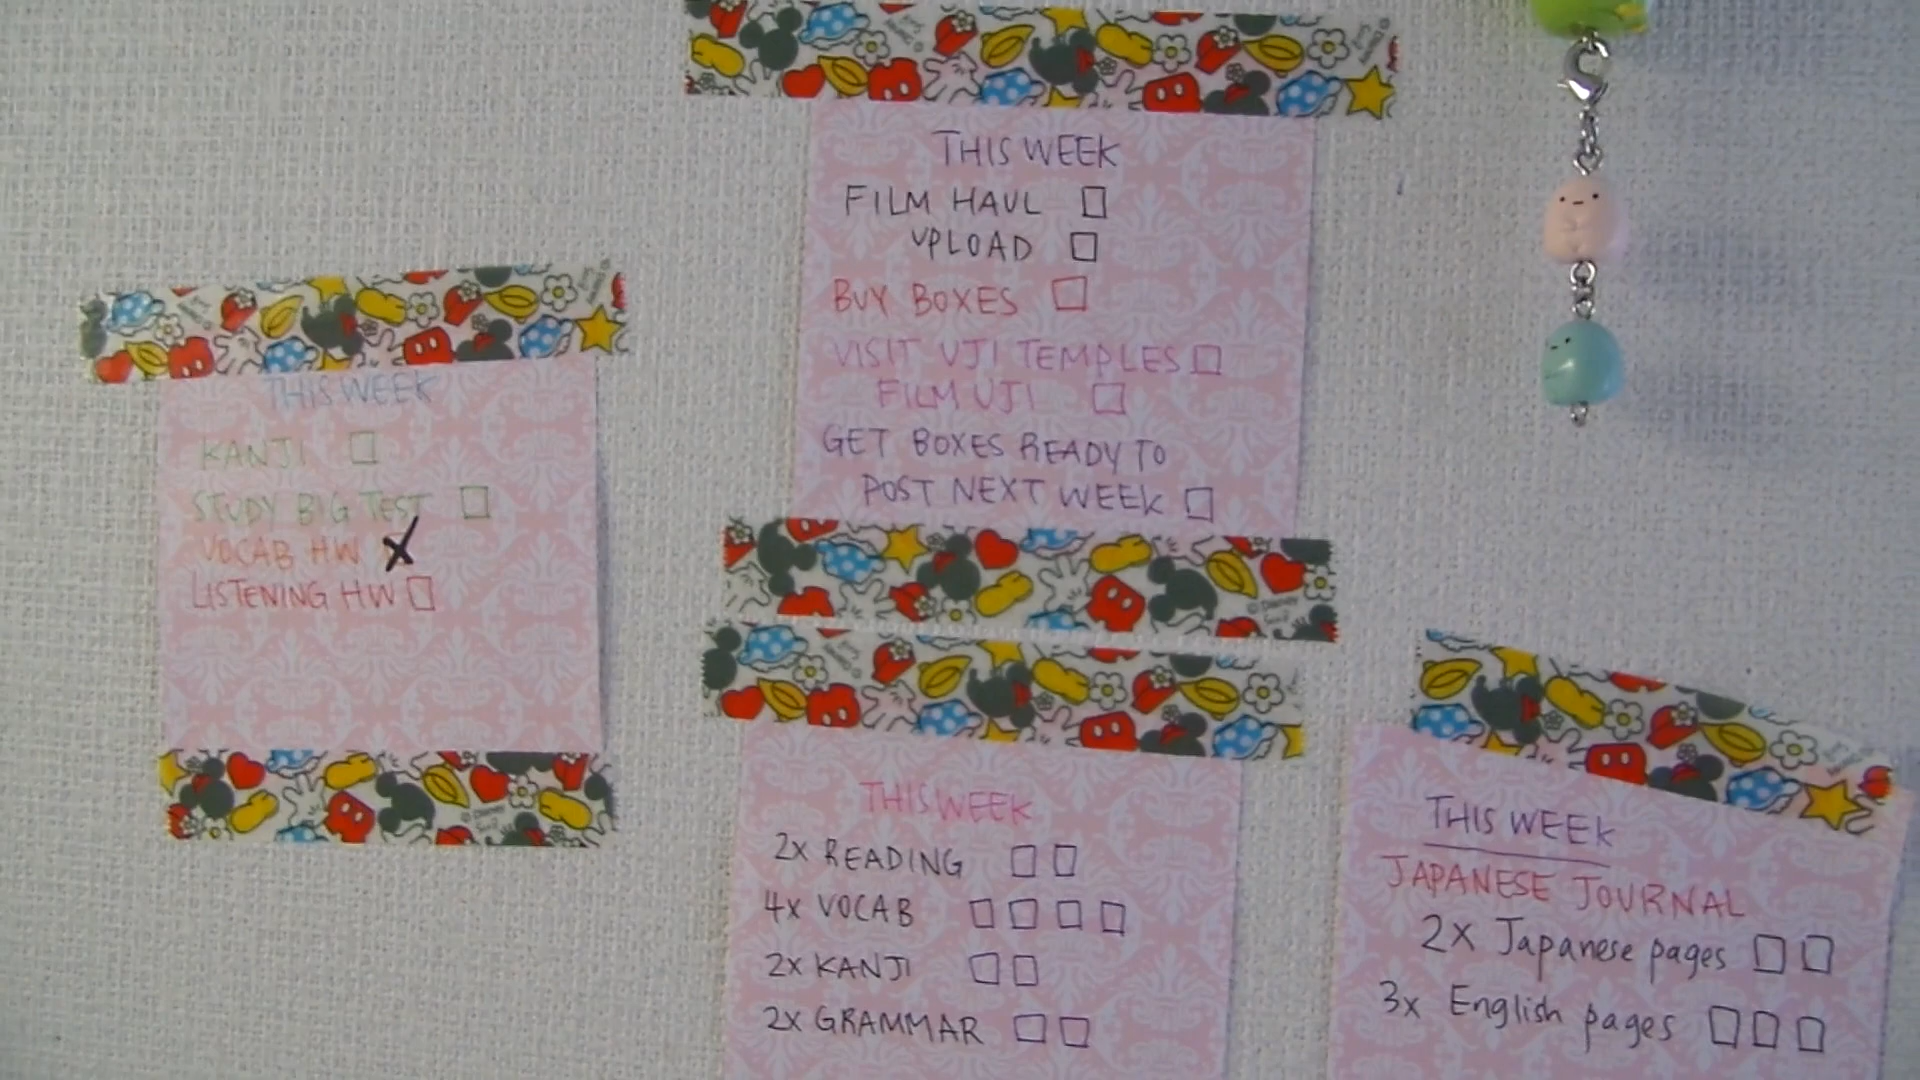 THIS WEEK
KANJI □
STUDY BIG TEST □
VOCAB HW X
LISTENING HW □
THIS WEEK
FILM HAUL □
UPLOAD □
BUY BOXES □
VISIT UJI TEMPLES □
FILM UJI □
GET BOXES READY TO
POST NEXT WEEK □
THIS WEEK
2x READING □ □
4x VOCAB □ □ □ □
2x KANJI □ □
2x GRAMMAR □ □
THIS WEEK
JAPANESE JOURNAL
2x Japanese pages □ □
3x English pages □ □ □